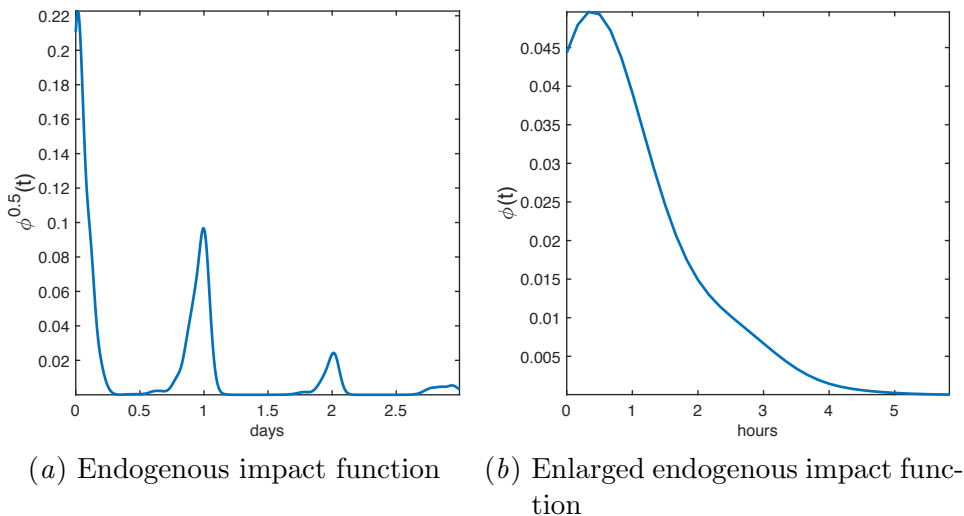 0.22
0.2
0.18
0.16
0.14
0.12
0.1
0.08
0.06
0.04
0.02
ϕ^0.5(t)
0 0.5 1 1.5 2 2.5
days
0.045
0.04
0.035
0.03
0.025
0.02
0.015
0.01
0.005
ϕ(t)
0 1 2 3 4 5
hours
(a) Endogenous impact function
(b) Enlarged endogenous impact func-
tion